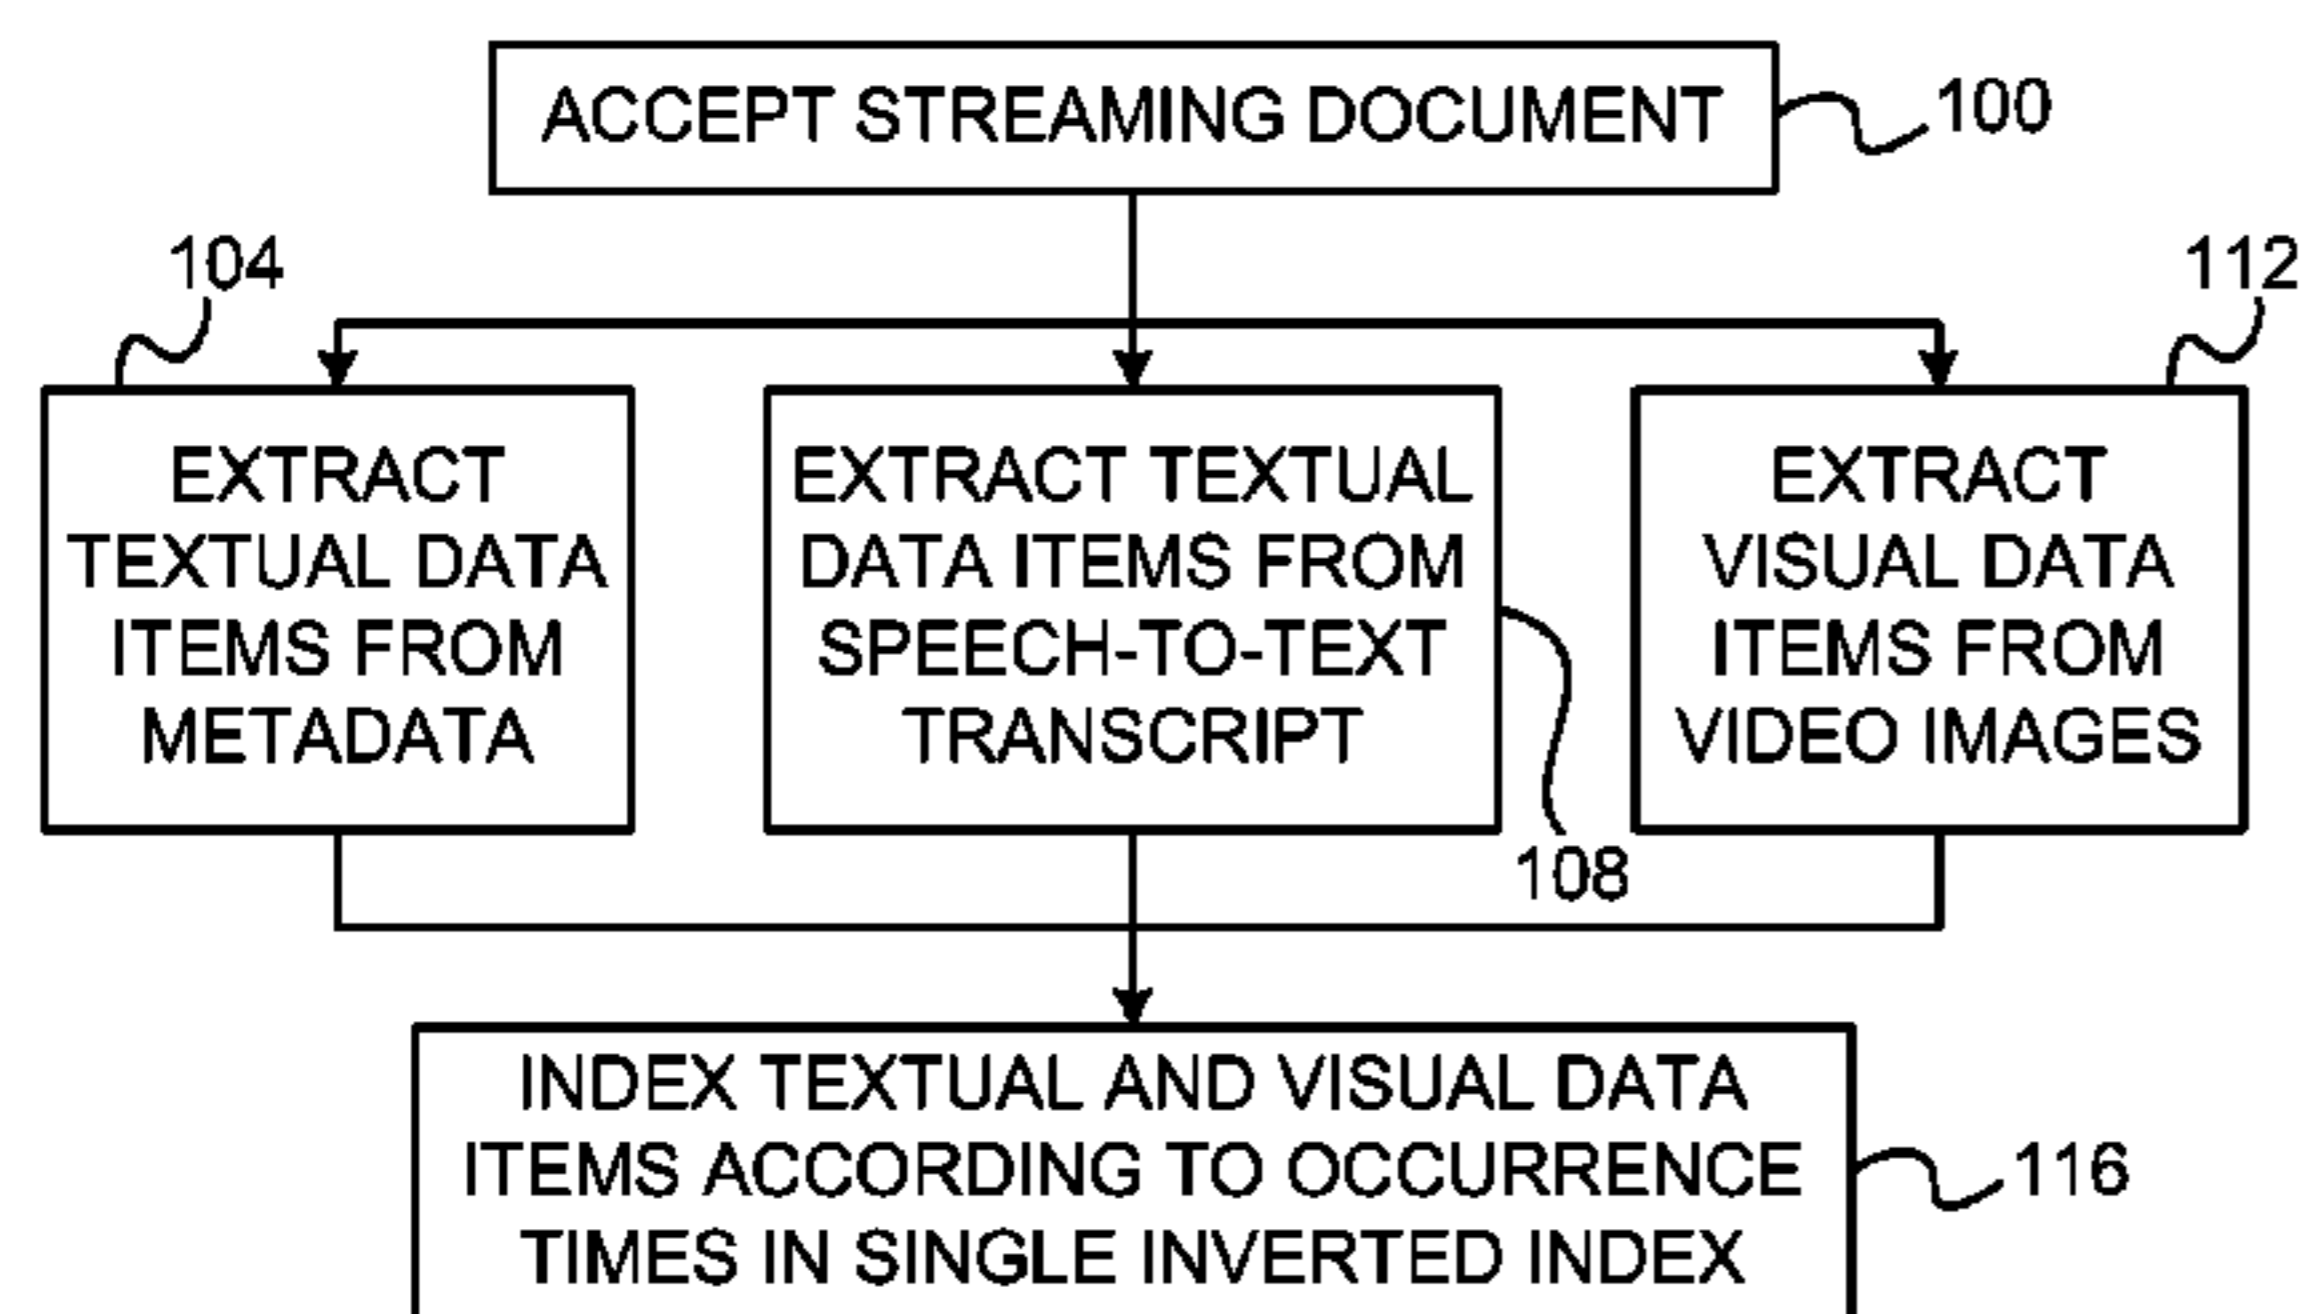 ACCEPT STREAMING DOCUMENT
100
104
112
EXTRACT
TEXTUAL DATA
ITEMS FROM
METADATA
EXTRACT TEXTUAL
DATA ITEMS FROM
SPEECH-TO-TEXT
TRANSCRIPT
EXTRACT
VISUAL DATA
ITEMS FROM
VIDEO IMAGES
108
INDEX TEXTUAL AND VISUAL DATA
ITEMS ACCORDING TO OCCURRENCE
TIMES IN SINGLE INVERTED INDEX
116